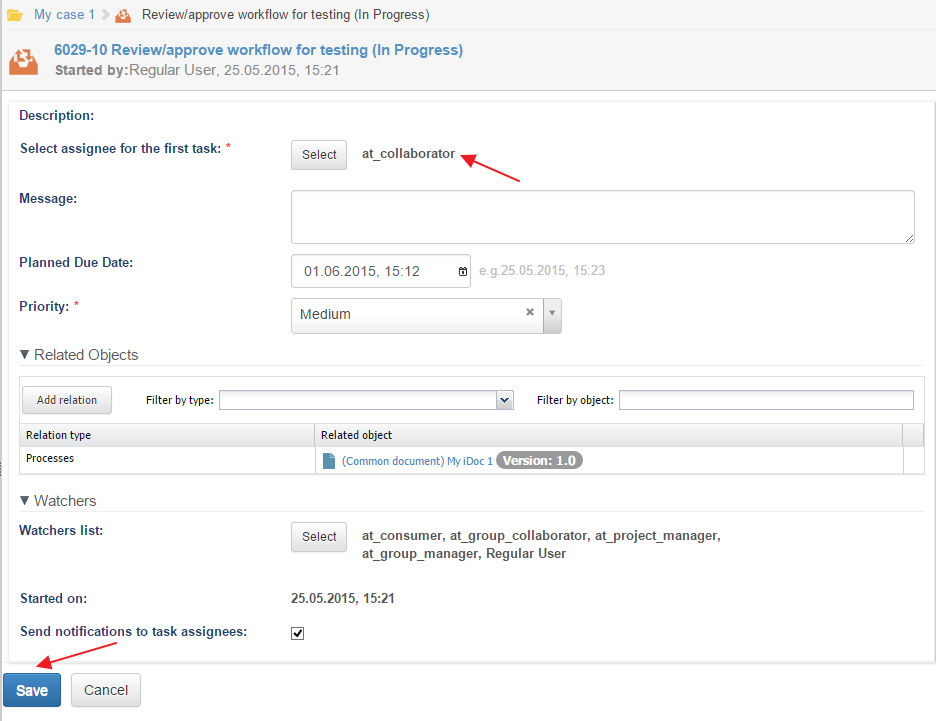 My case 1 Review/approve workflow for testing (In Progress)
6029-10 Review/approve workflow for testing (In Progress)
Started by:Regular User, 25.05.2015, 15:21
Description:
Select assignee for the first task: * Select at_collaborator
Message:
Planned Due Date: 01.06.2015, 15:12 e.g.25.05.2015, 15:23
Priority: * Medium
Related Objects
Add relation Filter by type: Filter by object:
Relation type Related object
Processes (Common document) My iDoc 1 Version: 1.0
Watchers
Watchers list: Select at_consumer, at_group_collaborator, at_project_manager,
at_group_manager, Regular User
Started on: 25.05.2015, 15:21
Send notifications to task assignees:
Save Cancel